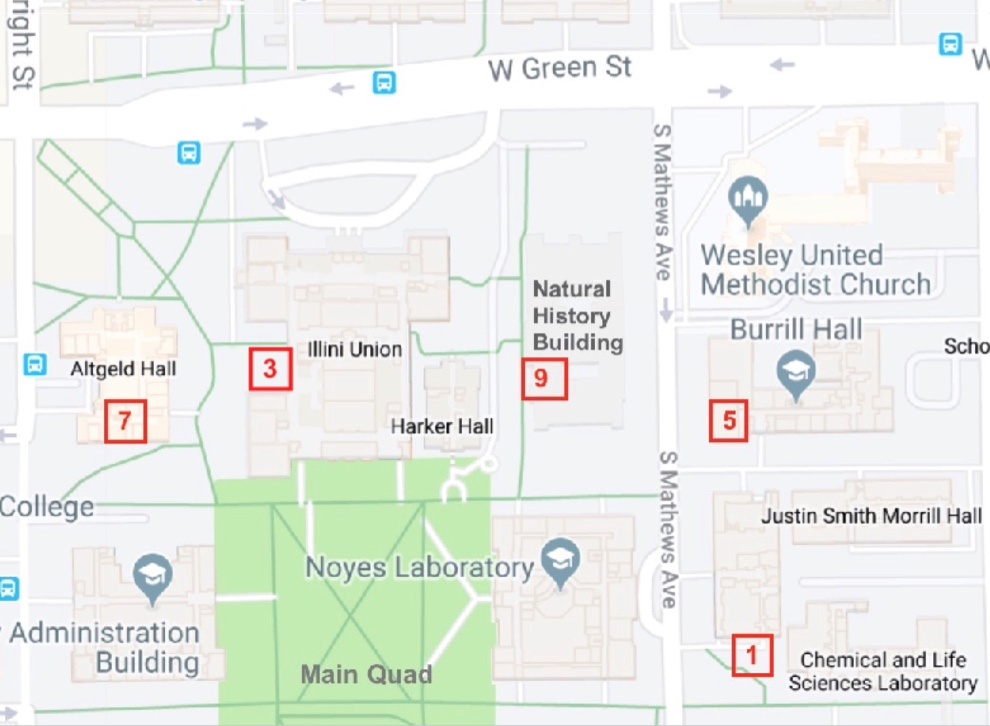 right St
W Green St
W
S Mathews Ave
Wesley United
Methodist Church
Natural
History
Building
Burrill Hall
Scho
Illini Union
Altgeld Hall
3
9
7
5
Harker Hall
College
S Mathews Ave
Justin Smith Morrill Hall
Noyes Laboratory
Administration
Building
Main Quad
1
Chemical and Life
Sciences Laboratory